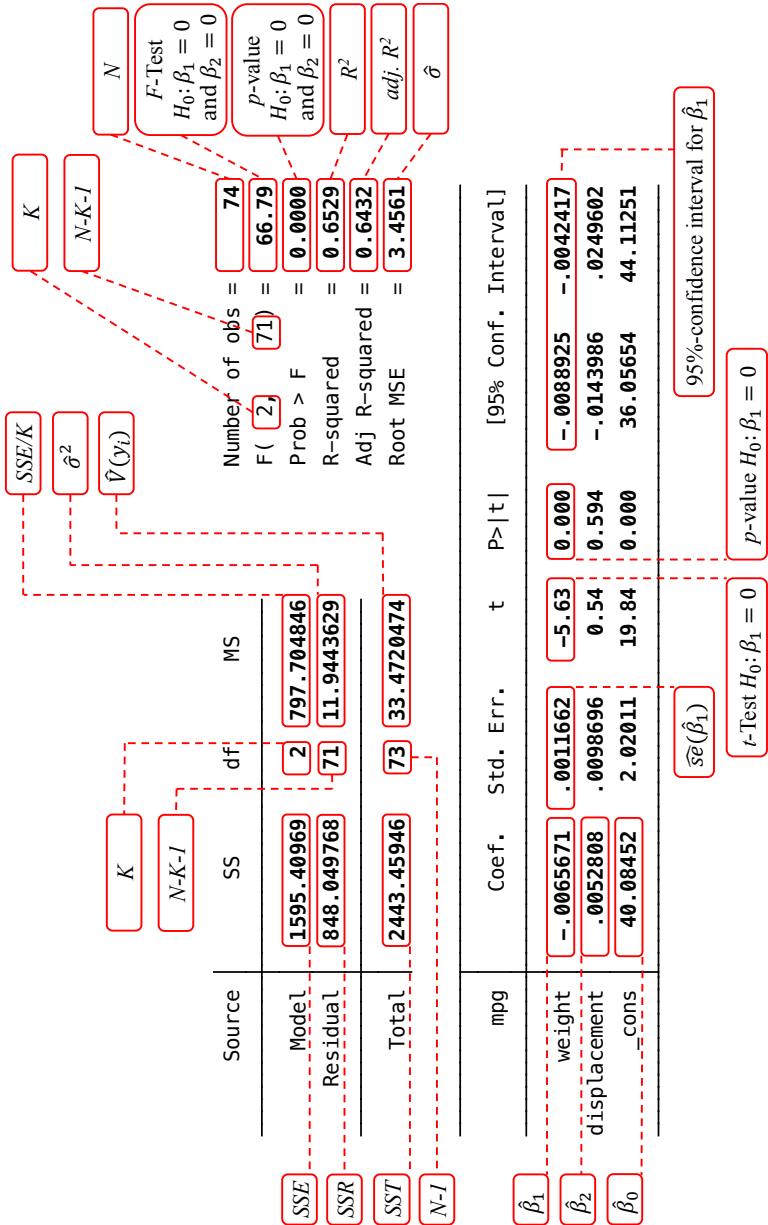 SSE/K
σ̂²
V̂(yᵢ)
K
N-K-1
K
N-K-1
N
F-Test
H₀: β₁ = 0
and β₂ = 0
p-value
H₀: β₁ = 0
and β₂ = 0
R²
adj. R²
σ̂
Source SS df MS
Model 1595.40969 2 797.704846
Residual 848.049768 71 11.9443629
Total 2443.45946 73 33.4720474
Number of obs = 74
F( 2, 71) = 66.79
Prob > F = 0.0000
R-squared = 0.6529
Adj R-squared = 0.6432
Root MSE = 3.4561
SSE
SSR
SST
N-1
mpg Coef. Std. Err. t P>|t| [95% Conf. Interval]
weight -.0065671 .0011662 -5.63 0.000 -.0088925 -.0042417
displacement .0052808 .0098696 0.54 0.594 -.0143986 .0249602
_cons 40.08452 2.02011 19.84 0.000 36.05654 44.11251
β̂₁
β̂₂
β̂₀
ŝe(β̂₁)
t-Test H₀: β₁ = 0
p-value H₀: β₁ = 0
95%-confidence interval for β̂₁